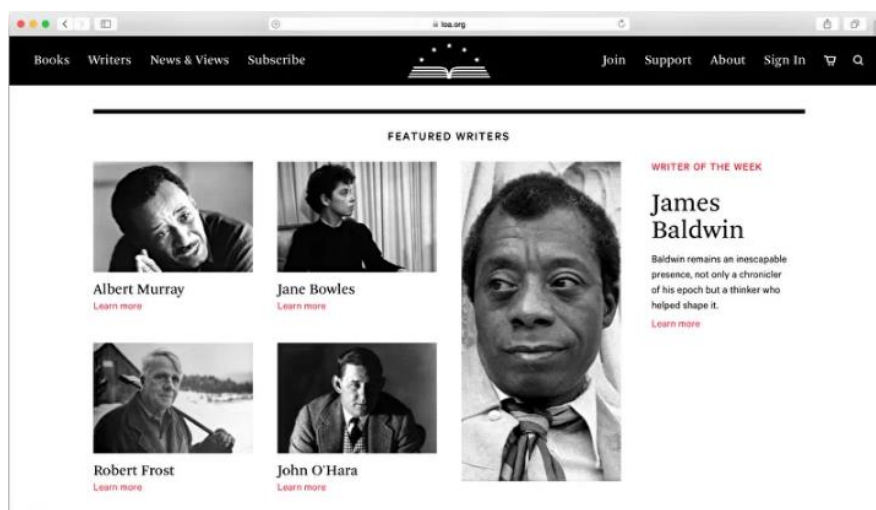 loa.org
Books Writers News & Views Subscribe Join Support About Sign In
FEATURED WRITERS
Albert Murray
Learn more
Jane Bowles
Learn more
Robert Frost
Learn more
John O'Hara
Learn more
WRITER OF THE WEEK
James
Baldwin
Baldwin remains an inescapable
presence, not only a chronicler
of his epoch but a thinker who
helped shape it.
Learn more